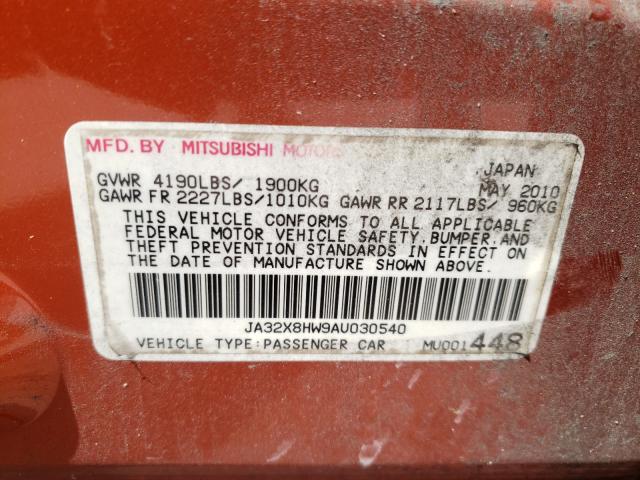 MFD. BY MITSUBISHI MOTORS
JAPAN
GVWR 4190LBS/ 1900KG MAY 2010
GAWR FR 2227LBS/1010KG GAWR RR 2117LBS/ 960KG
THIS VEHICLE CONFORMS TO ALL APPLICABLE
FEDERAL MOTOR VEHICLE SAFETY, BUMPER, AND
THEFT PREVENTION STANDARDS IN EFFECT ON
THE DATE OF MANUFACTURE SHOWN ABOVE.
JA32X8HW9AU030540
VEHICLE TYPE:PASSENGER CAR MU001448